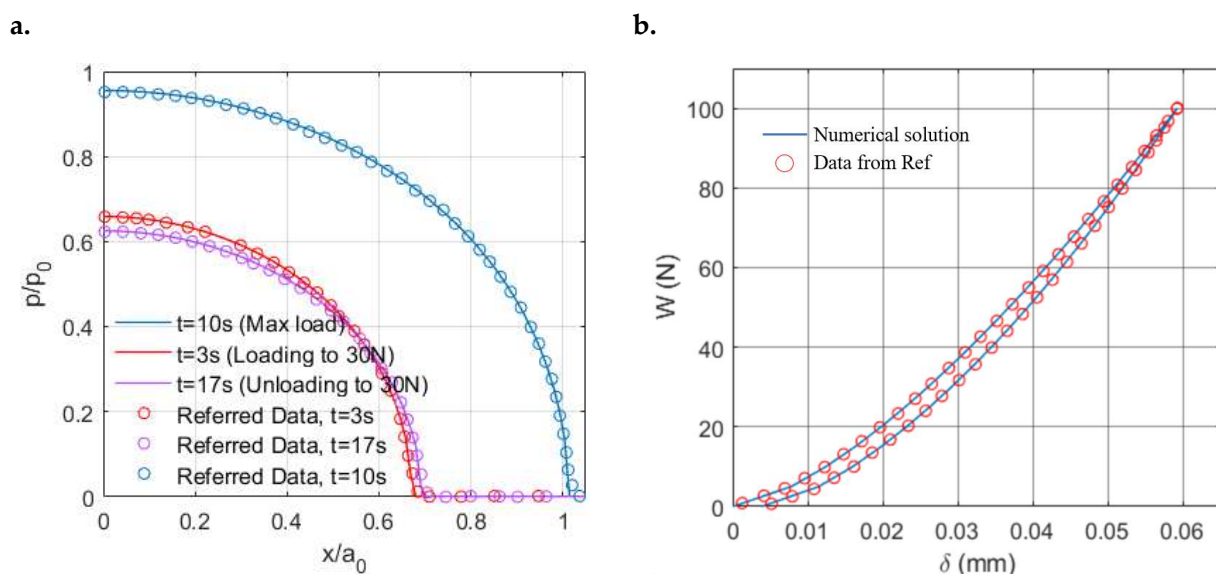 a.
b.
1
0.8
0.6
0.4
0.2
0
p/p0
t=10s (Max load)
t=3s (Loading to 30N)
t=17s (Unloading to 30N)
Referred Data, t=3s
Referred Data, t=17s
Referred Data, t=10s
0 0.2 0.4 0.6 0.8 1
x/a0
100
80
60
40
20
0
W (N)
Numerical solution
Data from Ref
0 0.01 0.02 0.03 0.04 0.05 0.06
δ (mm)